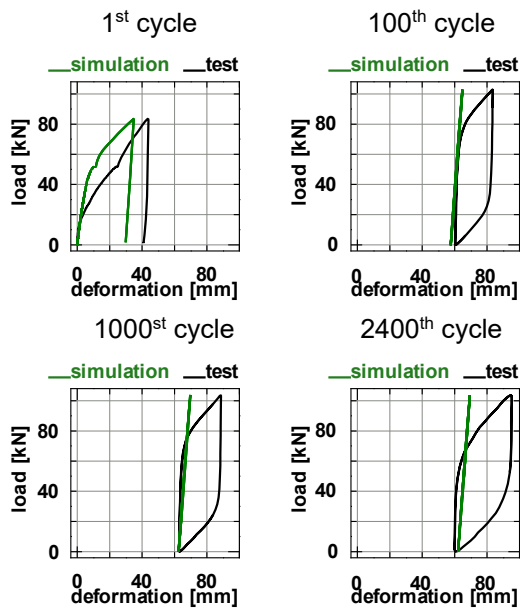 1st cycle
simulation test
load [kN]
80
40
0
0 40 80
deformation [mm]
100th cycle
simulation test
load [kN]
80
40
0
0 40 80
deformation [mm]
1000st cycle
simulation test
load [kN]
80
40
0
0 40 80
deformation [mm]
2400th cycle
simulation test
load [kN]
80
40
0
0 40 80
deformation [mm]